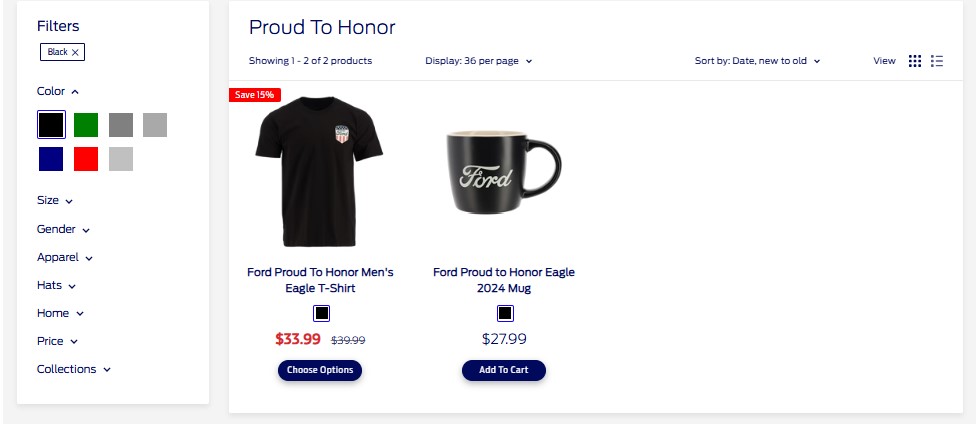 Filters
Black
Color
Size
Gender
Apparel
Hats
Home
Price
Collections
Proud To Honor
Showing 1 - 2 of 2 products
Display: 36 per page
Sort by: Date, new to old
View
Save 15%
Ford
Ford Proud To Honor Men's
Eagle T-Shirt
$33.99 $39.99
Choose Options
Ford Proud to Honor Eagle
2024 Mug
$27.99
Add To Cart